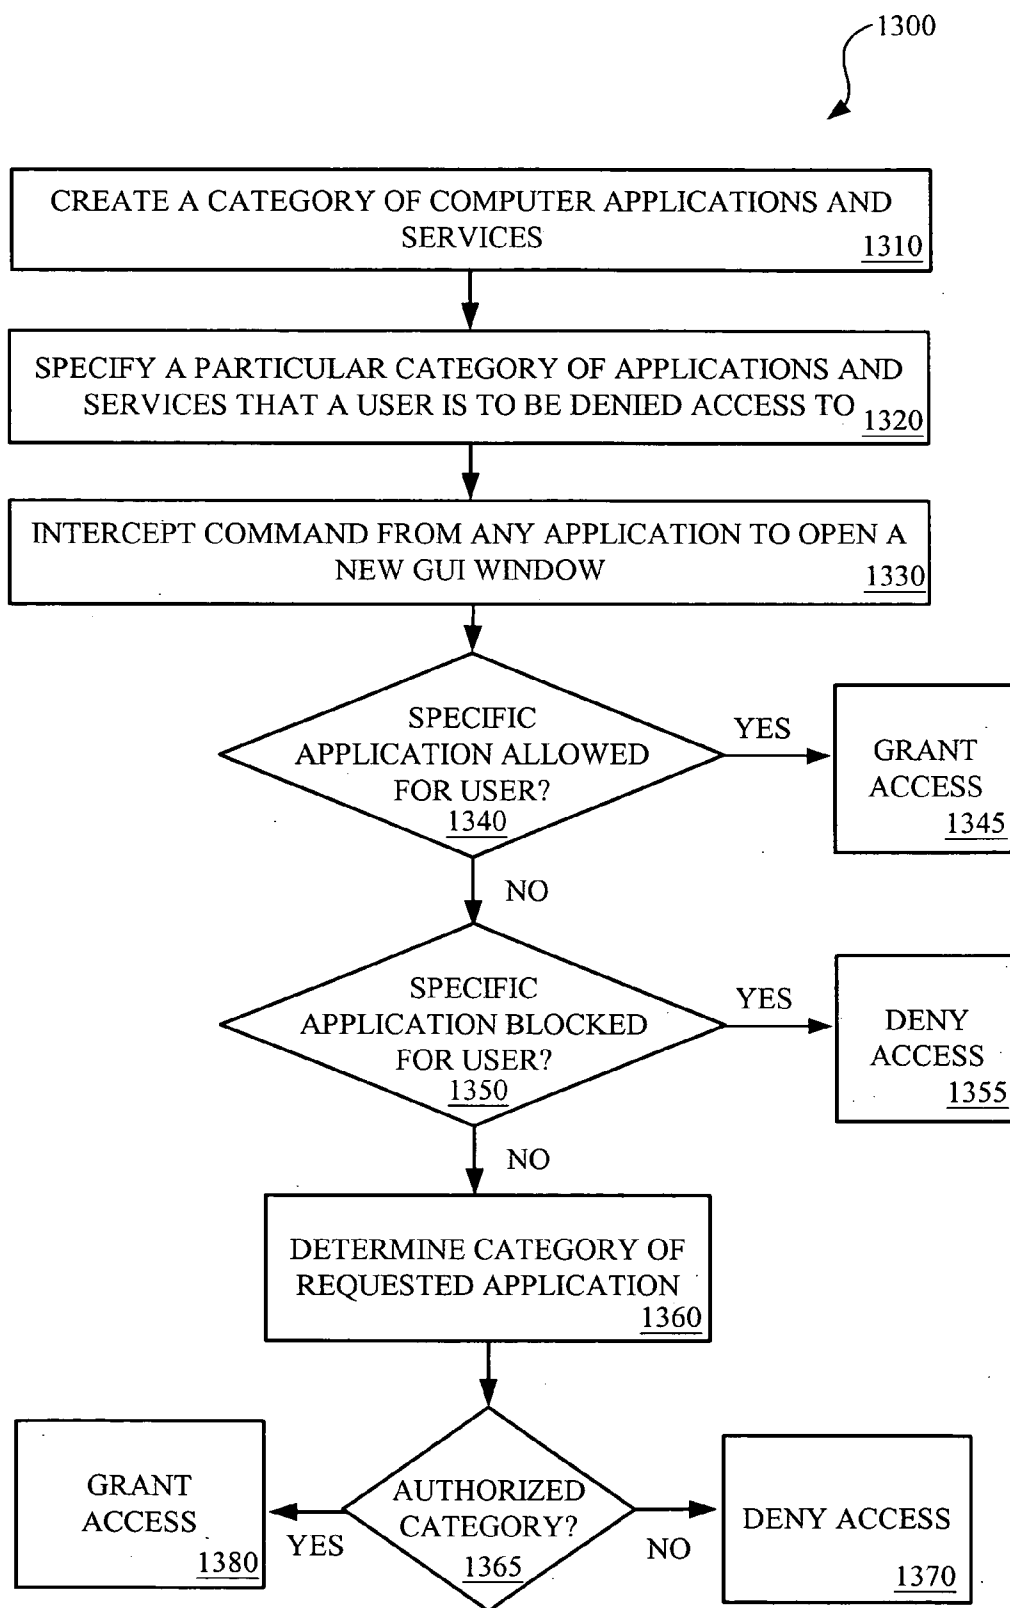 1300
CREATE A CATEGORY OF COMPUTER APPLICATIONS AND
SERVICES
1310
SPECIFY A PARTICULAR CATEGORY OF APPLICATIONS AND
SERVICES THAT A USER IS TO BE DENIED ACCESS TO
1320
INTERCEPT COMMAND FROM ANY APPLICATION TO OPEN A
NEW GUI WINDOW
1330
SPECIFIC
APPLICATION ALLOWED
FOR USER?
1340
YES
GRANT
ACCESS
1345
NO
SPECIFIC
APPLICATION BLOCKED
FOR USER?
1350
YES
DENY
ACCESS
1355
NO
DETERMINE CATEGORY OF
REQUESTED APPLICATION
1360
AUTHORIZED
CATEGORY?
1365
YES
GRANT
ACCESS
1380
NO
DENY ACCESS
1370